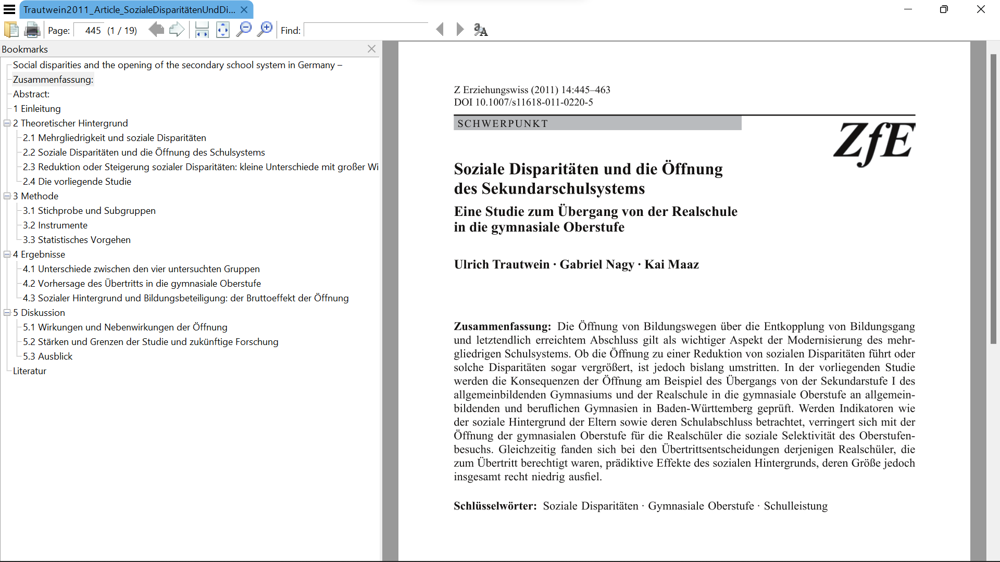 Trautwein2011_Article_SozialeDisparitätenUndDi...
Page: 445 (1 / 19) Find:
Bookmarks
Social disparities and the opening of the secondary school system in Germany –
Zusammenfassung:
Abstract:
1 Einleitung
2 Theoretischer Hintergrund
2.1 Mehrgliedrigkeit und soziale Disparitäten
2.2 Soziale Disparitäten und die Öffnung des Schulsystems
2.3 Reduktion oder Steigerung sozialer Disparitäten: kleine Unterschiede mit großer Wi
2.4 Die vorliegende Studie
3 Methode
3.1 Stichprobe und Subgruppen
3.2 Instrumente
3.3 Statistisches Vorgehen
4 Ergebnisse
4.1 Unterschiede zwischen den vier untersuchten Gruppen
4.2 Vorhersage des Übertritts in die gymnasiale Oberstufe
4.3 Sozialer Hintergrund und Bildungsbeteiligung: der Bruttoeffekt der Öffnung
5 Diskussion
5.1 Wirkungen und Nebenwirkungen der Öffnung
5.2 Stärken und Grenzen der Studie und zukünftige Forschung
5.3 Ausblick
Literatur
Z Erziehungswiss (2011) 14:445–463
DOI 10.1007/s11618-011-0220-5
SCHWERPUNKT
ZfE
Soziale Disparitäten und die Öffnung
des Sekundarschulsystems
Eine Studie zum Übergang von der Realschule
in die gymnasiale Oberstufe
Ulrich Trautwein · Gabriel Nagy · Kai Maaz
Zusammenfassung: Die Öffnung von Bildungswegen über die Entkopplung von Bildungsgang
und letztendlich erreichtem Abschluss gilt als wichtiger Aspekt der Modernisierung des mehr-
gliedrigen Schulsystems. Ob die Öffnung zu einer Reduktion von sozialen Disparitäten führt oder
solche Disparitäten sogar vergrößert, ist jedoch bislang umstritten. In der vorliegenden Studie
werden die Konsequenzen der Öffnung am Beispiel des Übergangs von der Sekundarstufe I des
allgemeinbildenden Gymnasiums und der Realschule in die gymnasiale Oberstufe an allgemein-
bildenden und beruflichen Gymnasien in Baden-Württemberg geprüft. Werden Indikatoren wie
der soziale Hintergrund der Eltern sowie deren Schulabschluss betrachtet, verringert sich mit der
Öffnung der gymnasialen Oberstufe für die Realschüler die soziale Selektivität des Oberstufen-
besuchs. Gleichzeitig fanden sich bei den Übertrittsentscheidungen derjenigen Realschüler, die
zum Übertritt berechtigt waren, prädiktive Effekte des sozialen Hintergrunds, deren Größe jedoch
insgesamt recht niedrig ausfiel.
Schlüsselwörter: Soziale Disparitäten · Gymnasiale Oberstufe · Schulleistung